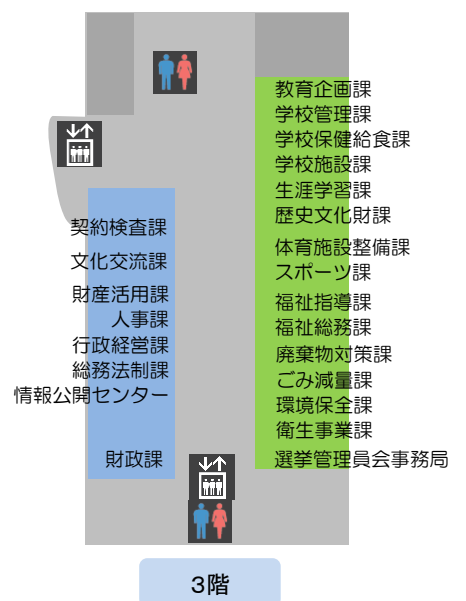 教育企画課
学校管理課
学校保健給食課
学校施設課
生涯学習課
歴史文化財課
体育施設整備課
スポーツ課
福祉指導課
福祉総務課
廃棄物対策課
ごみ減量課
環境保全課
衛生事業課
選挙管理員会事務局
契約検査課
文化交流課
財産活用課
人事課
行政経営課
総務法制課
情報公開センター
財政課
3階